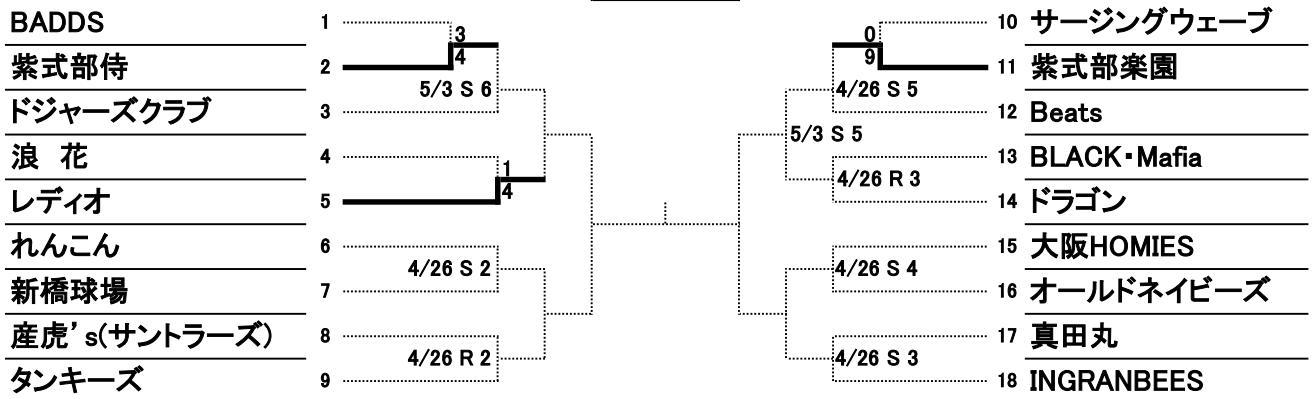 BADDS 1
3
紫式部侍 2
4
5/3 S 6
ドジャーズクラブ 3
浪 花 4
1
レディオ 5
4
れんこん 6
4/26 S 2
新橋球場 7
産虎’s(サントラーズ) 8
4/26 R 2
タンキーズ 9
10 サージングウェーブ
0
11 紫式部楽園
9
4/26 S 5
12 Beats
5/3 S 5
13 BLACK・Mafia
4/26 R 3
14 ドラゴン
15 大阪HOMIES
4/26 S 4
16 オールドネイビーズ
17 真田丸
4/26 S 3
18 INGRANBEES